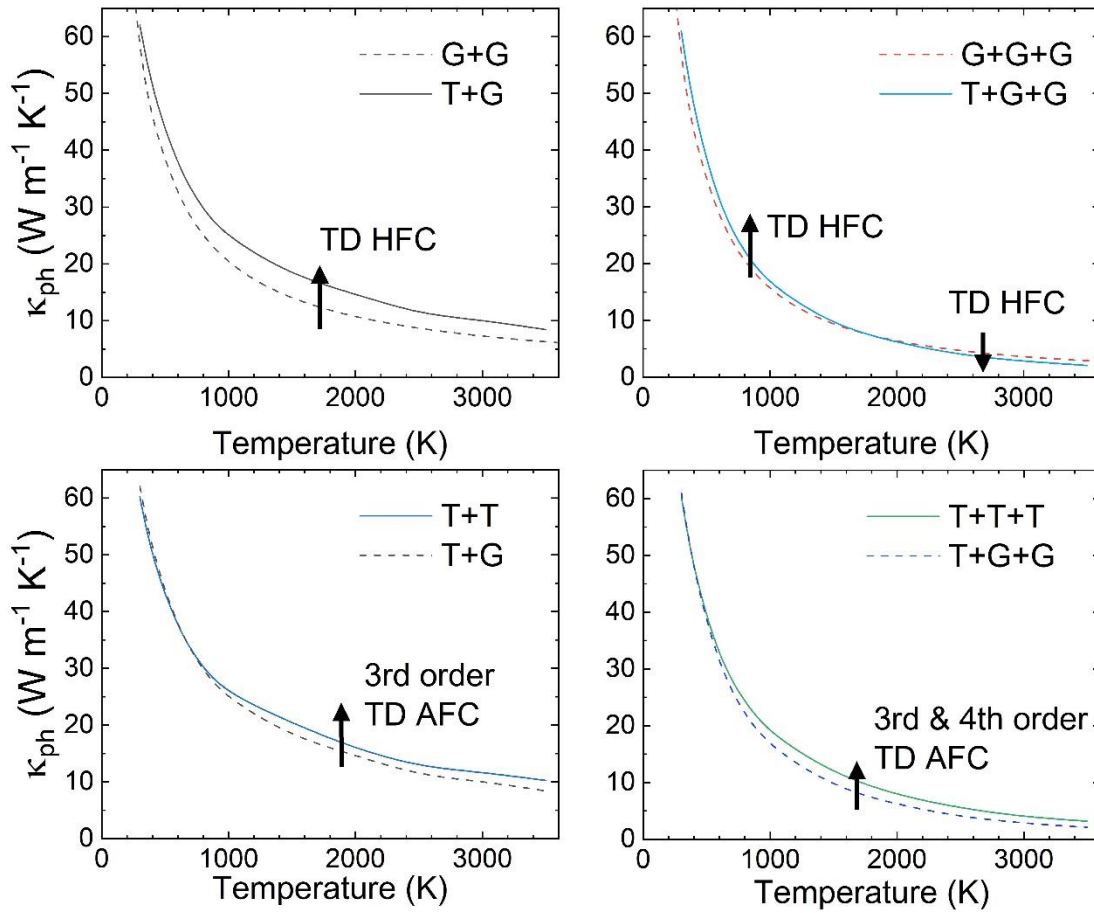 60
50
40
30
20
10
0
κph (W m-1 K-1)
G+G
T+G
TD HFC
0 1000 2000 3000
Temperature (K)
60
50
40
30
20
10
0
G+G+G
T+G+G
TD HFC
TD HFC
0 1000 2000 3000
Temperature (K)
60
50
40
30
20
10
0
κph (W m-1 K-1)
T+T
T+G
3rd order
TD AFC
0 1000 2000 3000
Temperature (K)
60
50
40
30
20
10
0
T+T+T
T+G+G
3rd & 4th order
TD AFC
0 1000 2000 3000
Temperature (K)